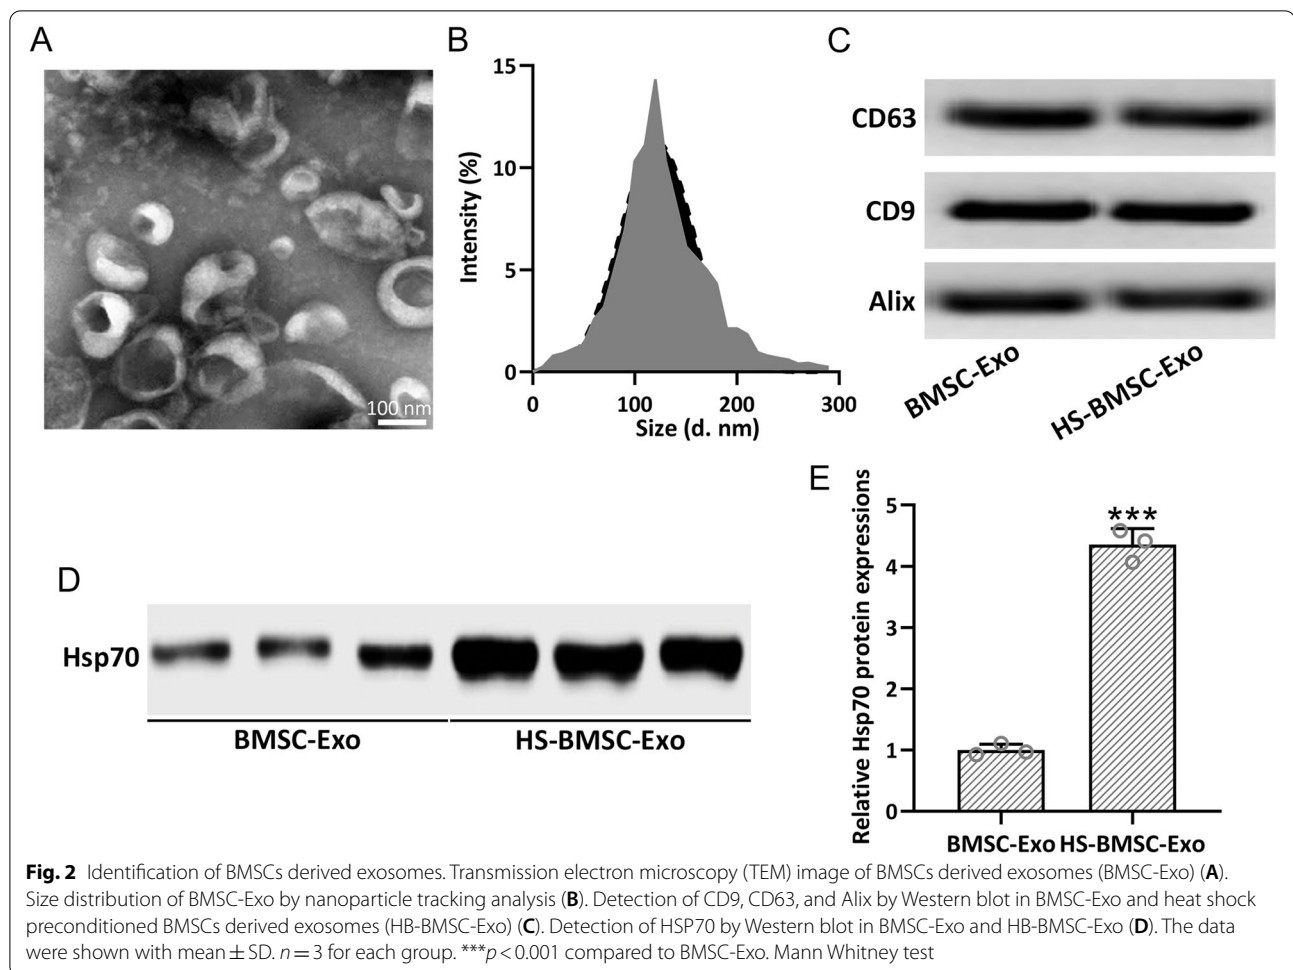 A
100 nm
B
Intensity (%)
15
10
5
0
0 100 200 300
Size (d. nm)
C
CD63
CD9
Alix
BMSC-Exo
HS-BMSC-Exo
D
Hsp70
BMSC-Exo HS-BMSC-Exo
E
Relative Hsp70 protein expressions
5
4
3
2
1
0
***
BMSC-Exo HS-BMSC-Exo
Fig. 2 Identification of BMSCs derived exosomes. Transmission electron microscopy (TEM) image of BMSCs derived exosomes (BMSC-Exo) (A).
Size distribution of BMSC-Exo by nanoparticle tracking analysis (B). Detection of CD9, CD63, and Alix by Western blot in BMSC-Exo and heat shock
preconditioned BMSCs derived exosomes (HB-BMSC-Exo) (C). Detection of HSP70 by Western blot in BMSC-Exo and HB-BMSC-Exo (D). The data
were shown with mean ± SD. n = 3 for each group. ***p < 0.001 compared to BMSC-Exo. Mann Whitney test